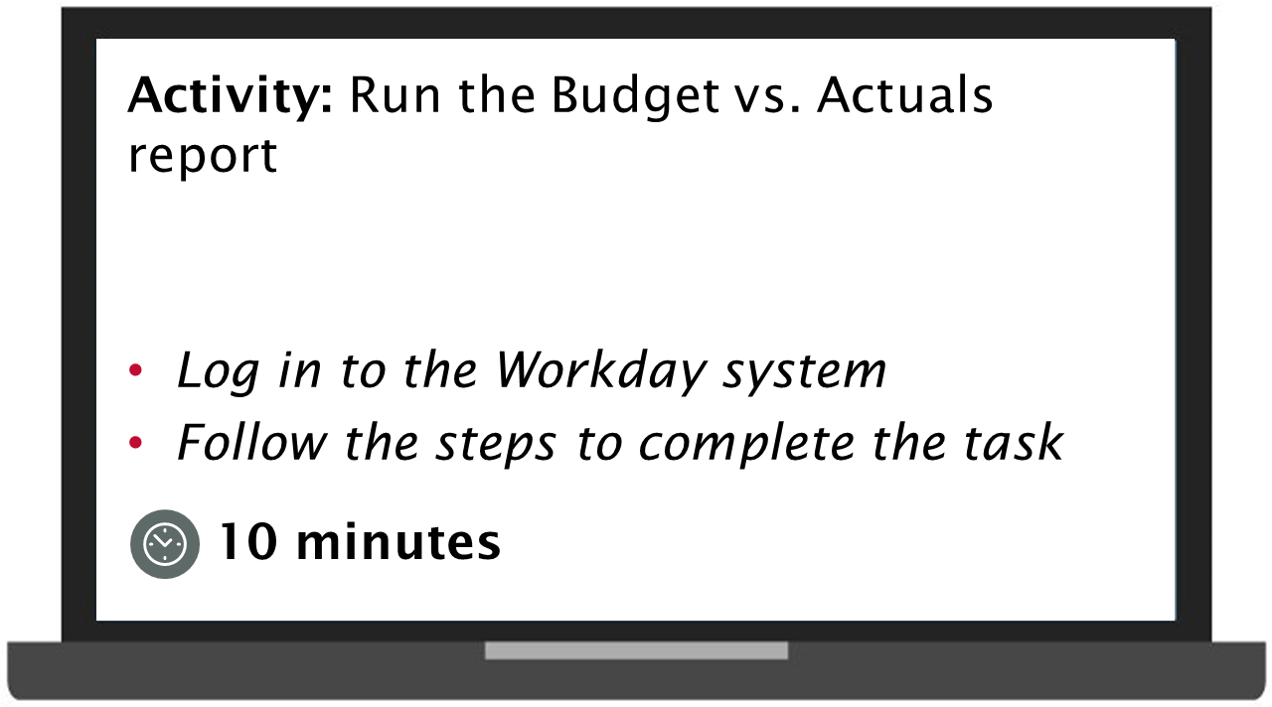 Activity: Run the Budget vs. Actuals
report
• Log in to the Workday system
• Follow the steps to complete the task
10 minutes